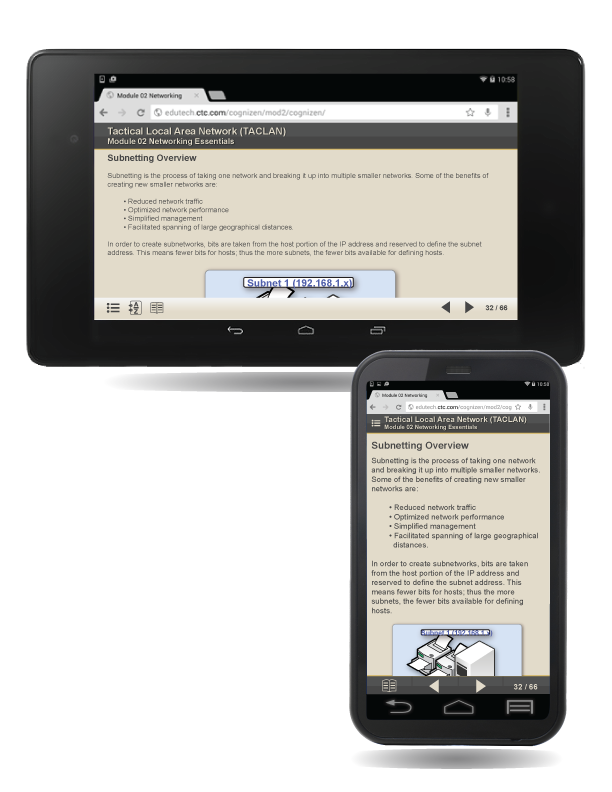 10:58
Module 02 Networking
edutech.ctc.com/cognizen/mod2/cognizen/
Tactical Local Area Network (TACLAN)
Module 02 Networking Essentials
Subnetting Overview
Subnetting is the process of taking one network and breaking it up into multiple smaller networks. Some of the benefits of
creating new smaller networks are:
• Reduced network traffic
• Optimized network performance
• Simplified management
• Facilitated spanning of large geographical distances.
In order to create subnetworks, bits are taken from the host portion of the IP address and reserved to define the subnet
address. This means fewer bits for hosts; thus the more subnets, the fewer bits available for defining hosts.
Subnet 1 (192.168.1.x)
A
Z
32 / 66
10:58
Module 02 Networking
edutech.ctc.com/cognizen/mod2/cog
Tactical Local Area Network (TACLAN)
Module 02 Networking Essentials
Subnetting Overview
Subnetting is the process of taking one network
and breaking it up into multiple smaller networks.
Some of the benefits of creating new smaller
networks are:
• Reduced network traffic
• Optimized network performance
• Simplified management
• Facilitated spanning of large geographical
distances.
In order to create subnetworks, bits are taken
from the host portion of the IP address and
reserved to define the subnet address. This
means fewer bits for hosts; thus the more
subnets, the fewer bits available for defining
hosts.
Subnet 1 (192.168.1.x)
32 / 66